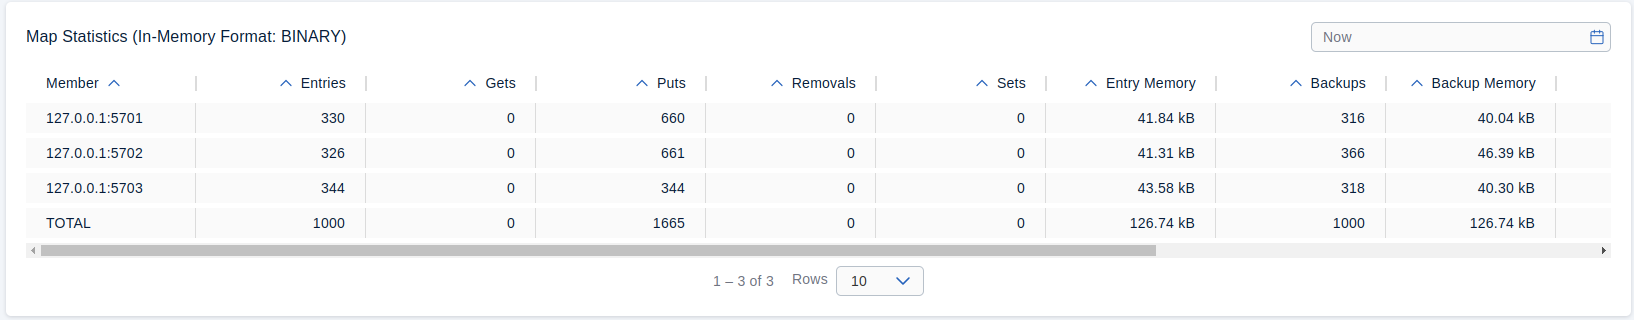 Map Statistics (In-Memory Format: BINARY)
Now
Member Entries Gets Puts Removals Sets Entry Memory Backups Backup Memory
127.0.0.1:5701 330 0 660 0 0 41.84 kB 316 40.04 kB
127.0.0.1:5702 326 0 661 0 0 41.31 kB 366 46.39 kB
127.0.0.1:5703 344 0 344 0 0 43.58 kB 318 40.30 kB
TOTAL 1000 0 1665 0 0 126.74 kB 1000 126.74 kB
1 – 3 of 3 Rows 10